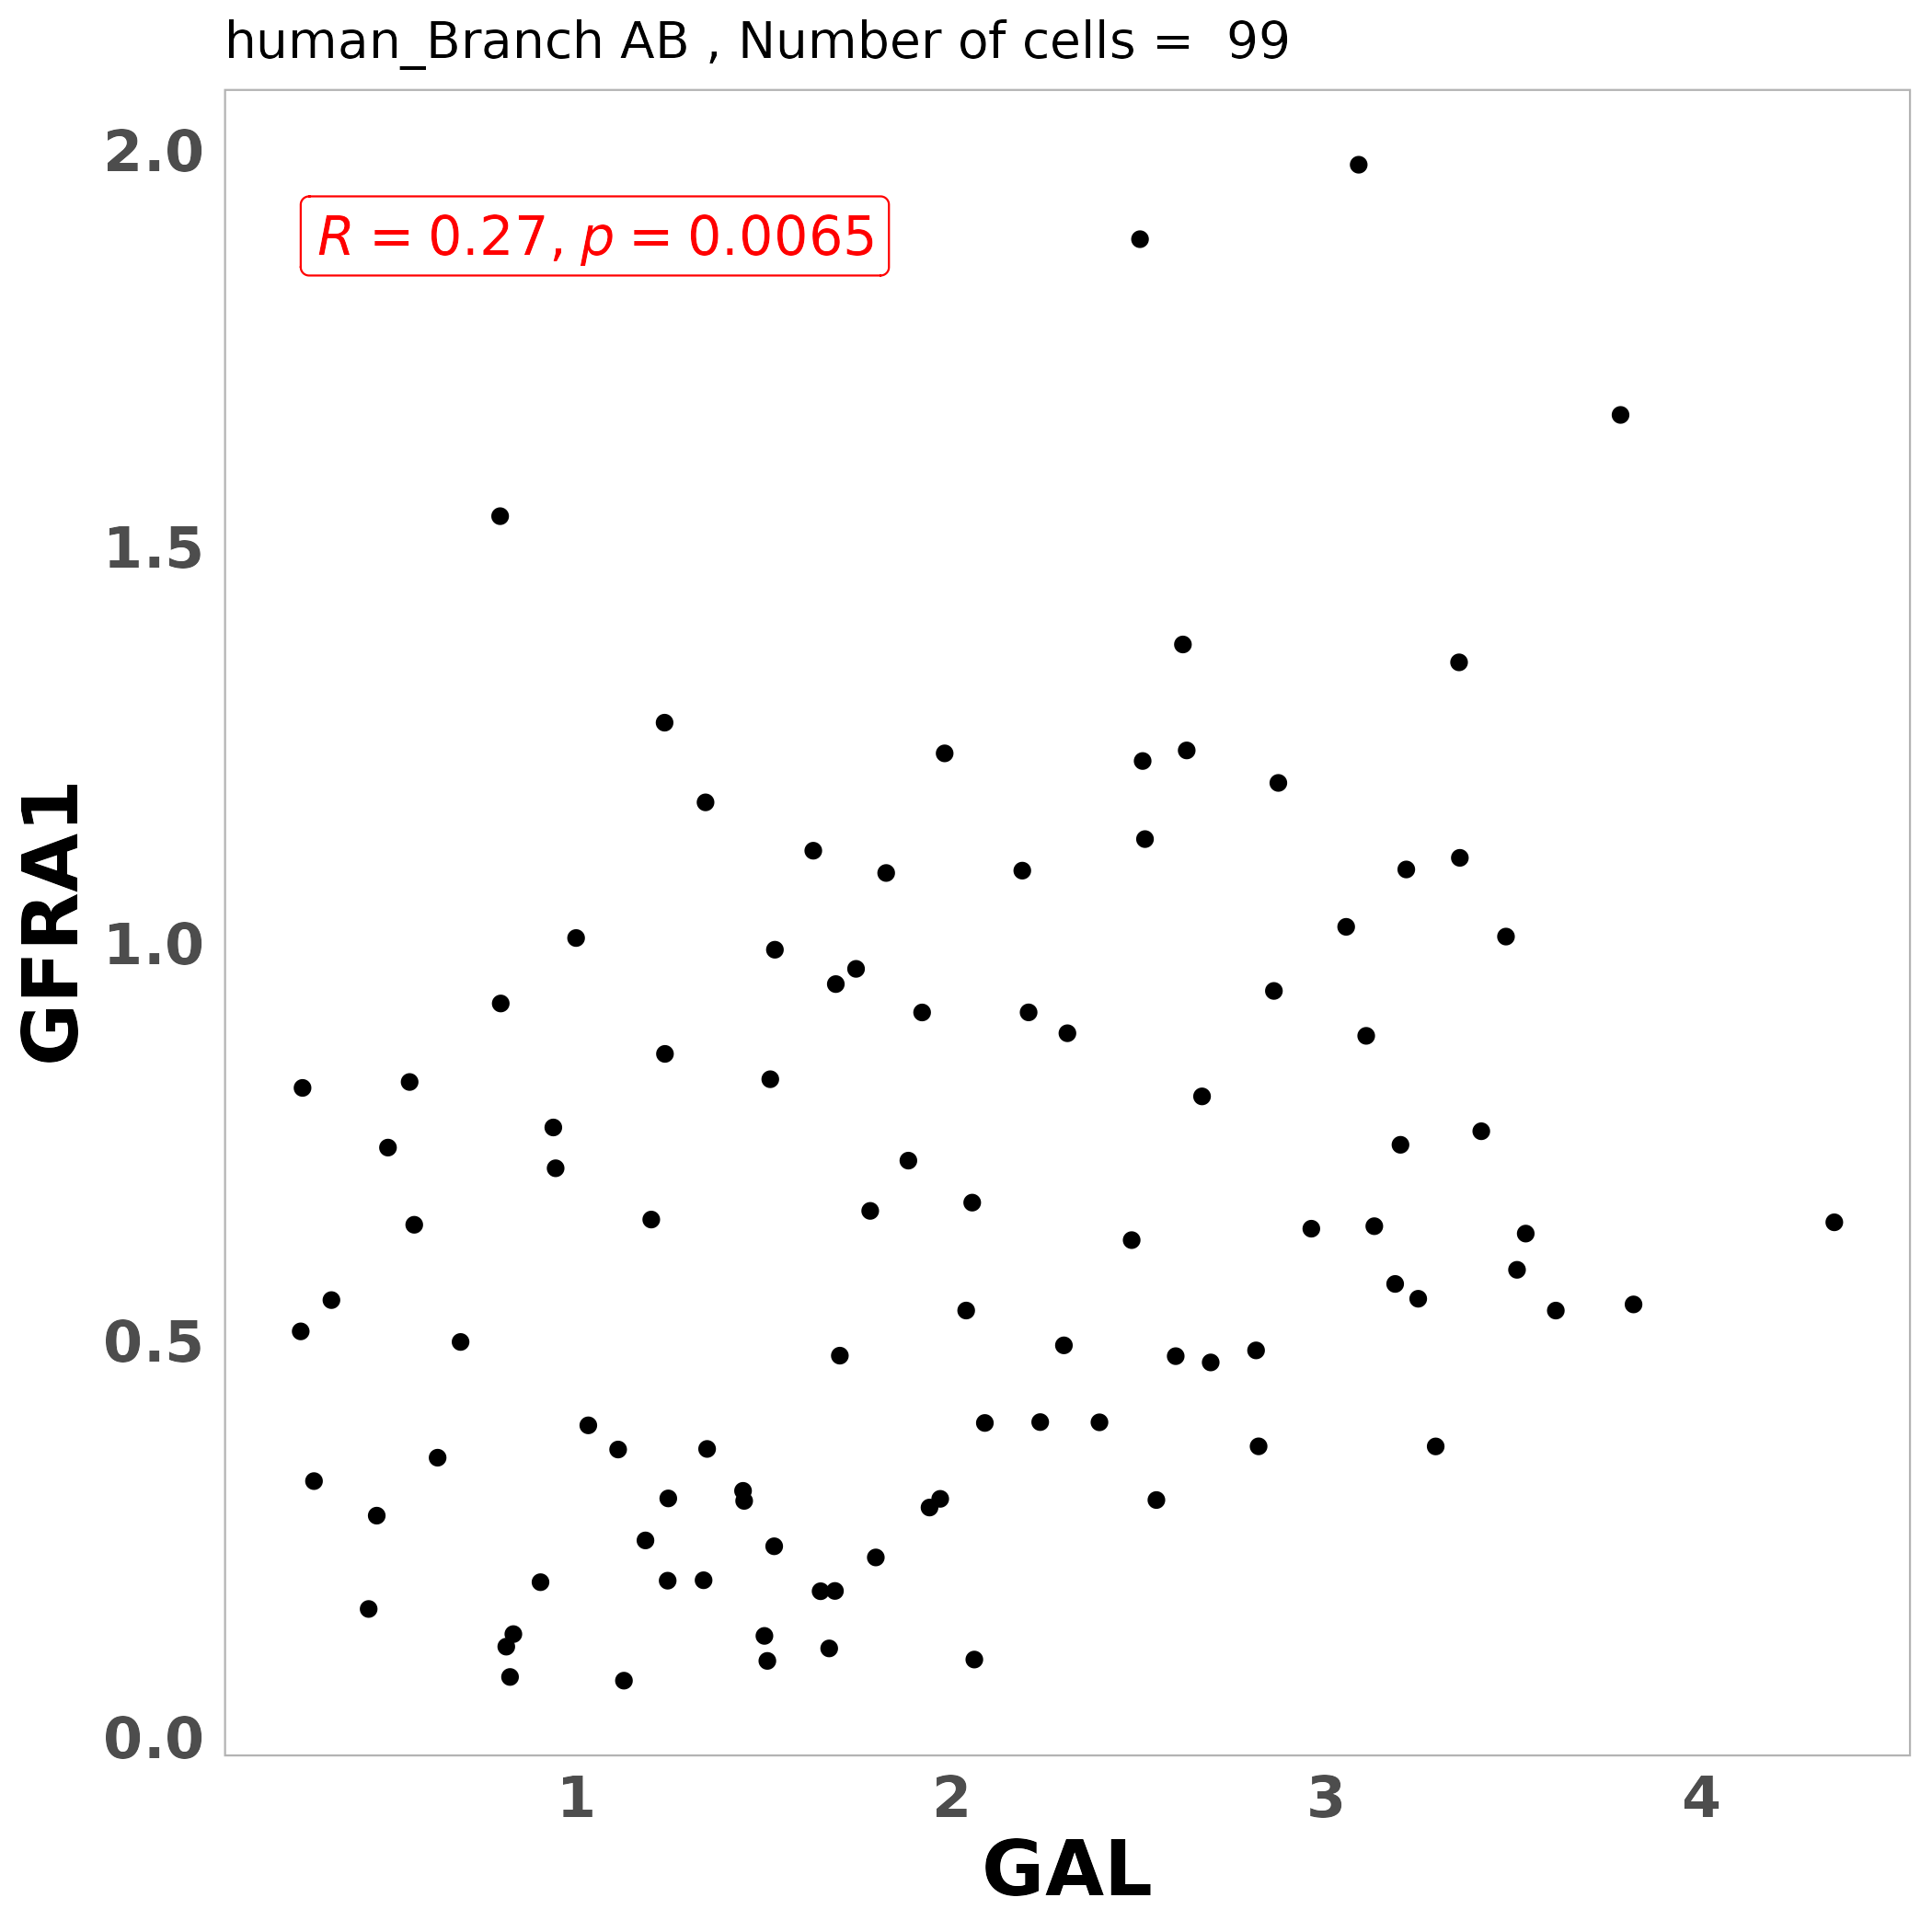 human_Branch AB , Number of cells =  99
R = 0.27, p = 0.0065
2.0
1.5
1.0
0.5
0.0
GFRA1
1 2 3 4
GAL